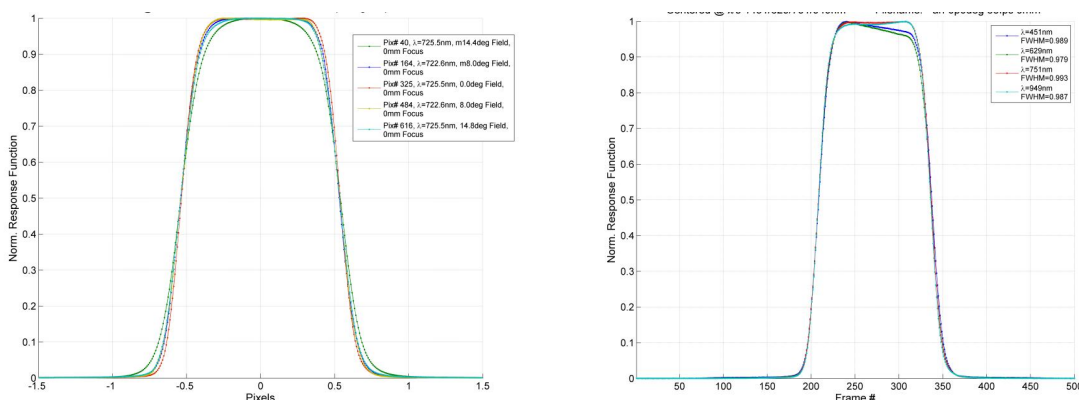 Norm. Response Function
1
0.9
0.8
0.7
0.6
0.5
0.4
0.3
0.2
0.1
0
-1.5
-1
-0.5
0
0.5
1
1.5
Pixels
Pix# 40, λ=725.5nm, m14.4deg Field,
0mm Focus
Pix# 164, λ=722.6nm, m8.0deg Field,
0mm Focus
Pix# 325, λ=725.5nm, 0.0deg Field,
0mm Focus
Pix# 484, λ=722.6nm, 8.0deg Field,
0mm Focus
Pix# 616, λ=725.5nm, 14.8deg Field,
0mm Focus
Norm. Response Function
1
0.9
0.8
0.7
0.6
0.5
0.4
0.3
0.2
0.1
0
50
100
150
200
250
300
350
400
450
500
Frame #
λ=451nm
FWHM=0.989
λ=629nm
FWHM=0.979
λ=751nm
FWHM=0.993
λ=949nm
FWHM=0.987